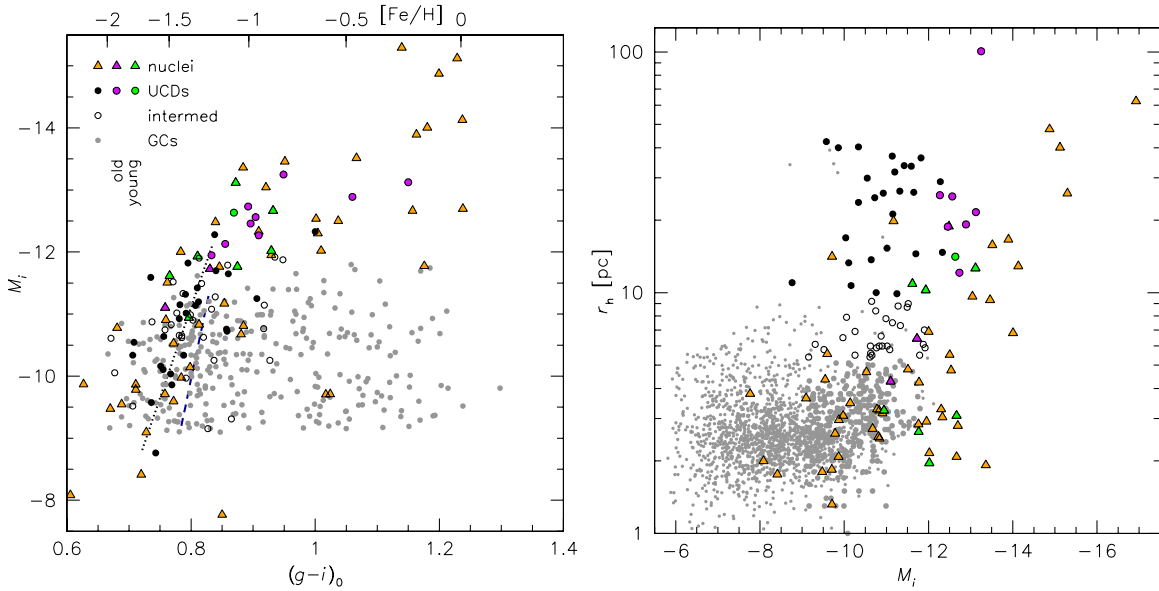 −2 −1.5 −1 −0.5 [Fe/H] 0
nuclei
UCDs
intermed
GCs
old
young
−14
−12
−10
−8
M_i
0.6 0.8 1 1.2 1.4
(g−i)_0
100
10
1
r_h [pc]
−6 −8 −10 −12 −14 −16
M_i